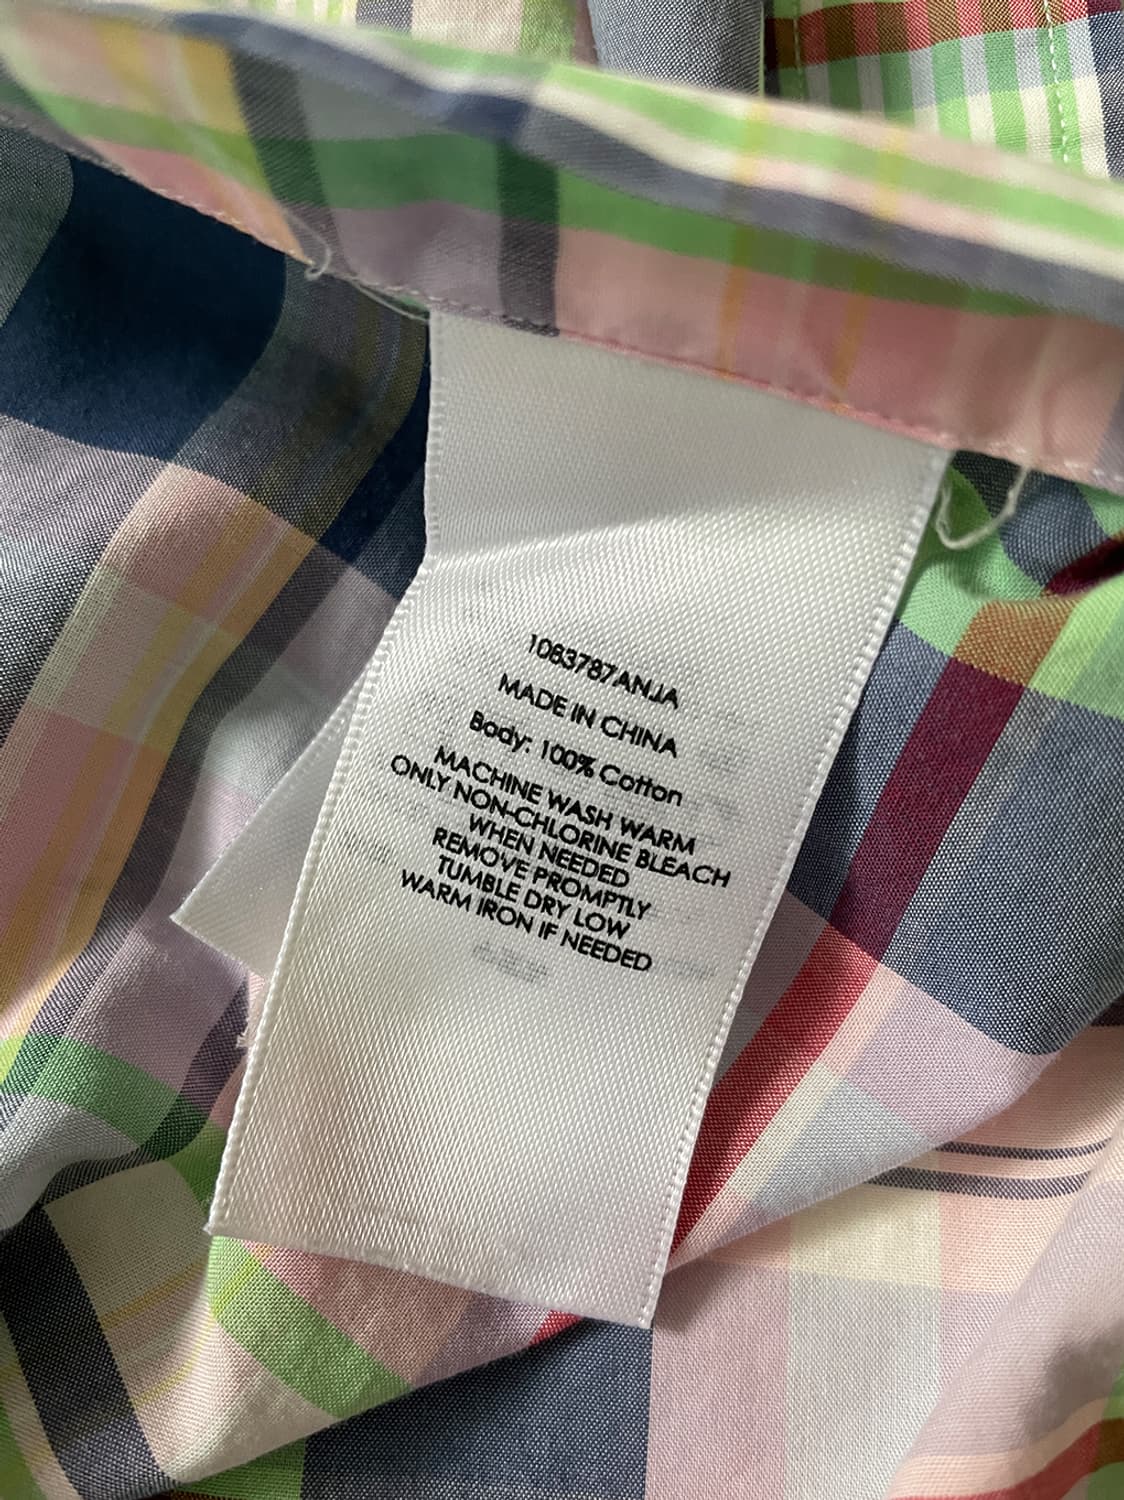 1083787ANJA
MADE IN CHINA
Body: 100% Cotton
MACHINE WASH WARM
ONLY NON-CHLORINE BLEACH
WHEN NEEDED
REMOVE PROMPTLY
TUMBLE DRY LOW
WARM IRON IF NEEDED